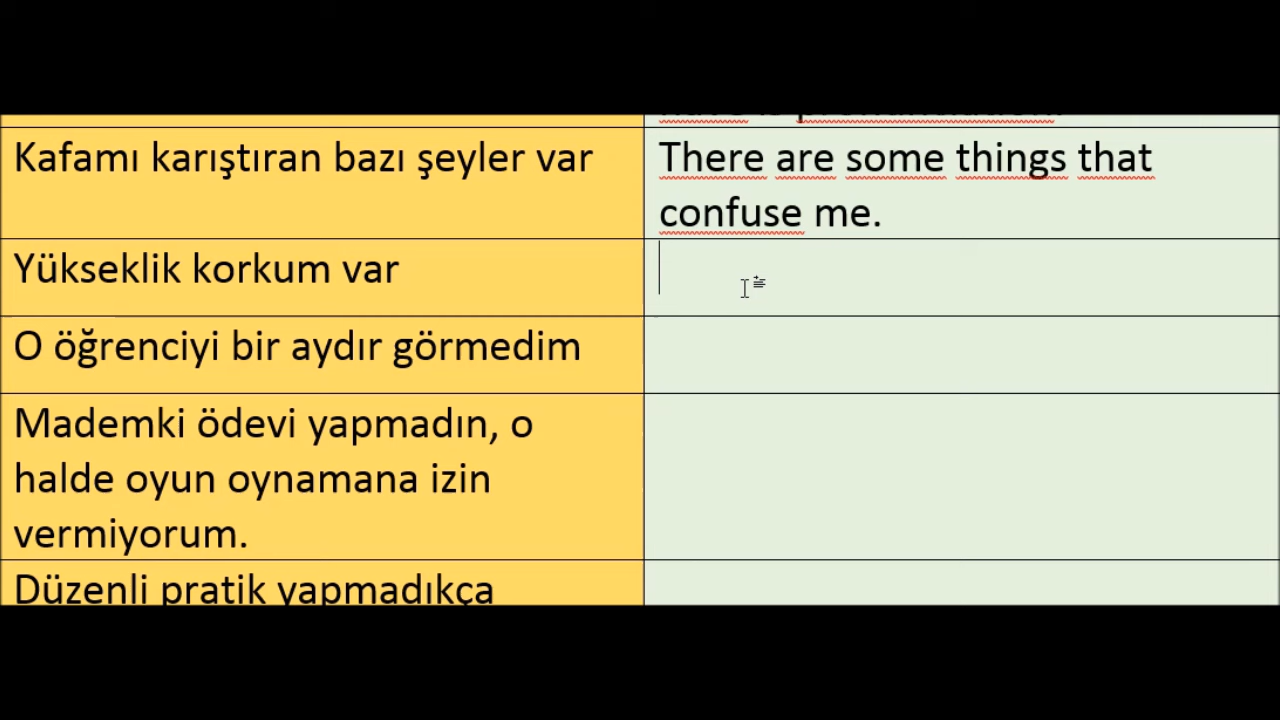 Kafamı karıştıran bazı şeyler var
There are some things that
confuse me.
Yükseklik korkum var
O öğrenciyi bir aydır görmedim
Mademki ödevi yapmadın, o
halde oyun oynamana izin
vermiyorum.
Düzenli pratik yapmadıkça